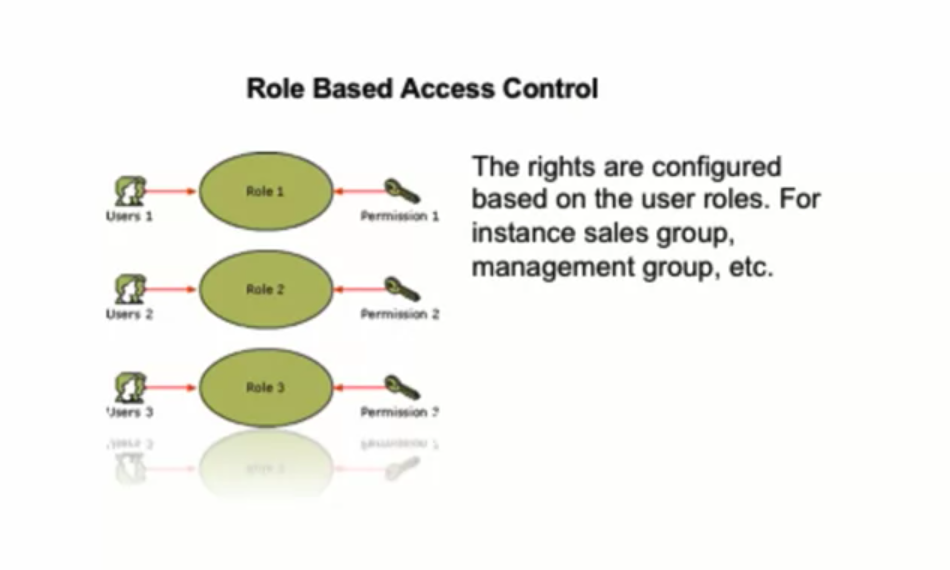 Role Based Access Control
The rights are configured
based on the user roles. For
instance sales group,
management group, etc.
Role 1
Users 1
Permission 1
Role 2
Users 2
Permission 2
Role 3
Users 3
Permission